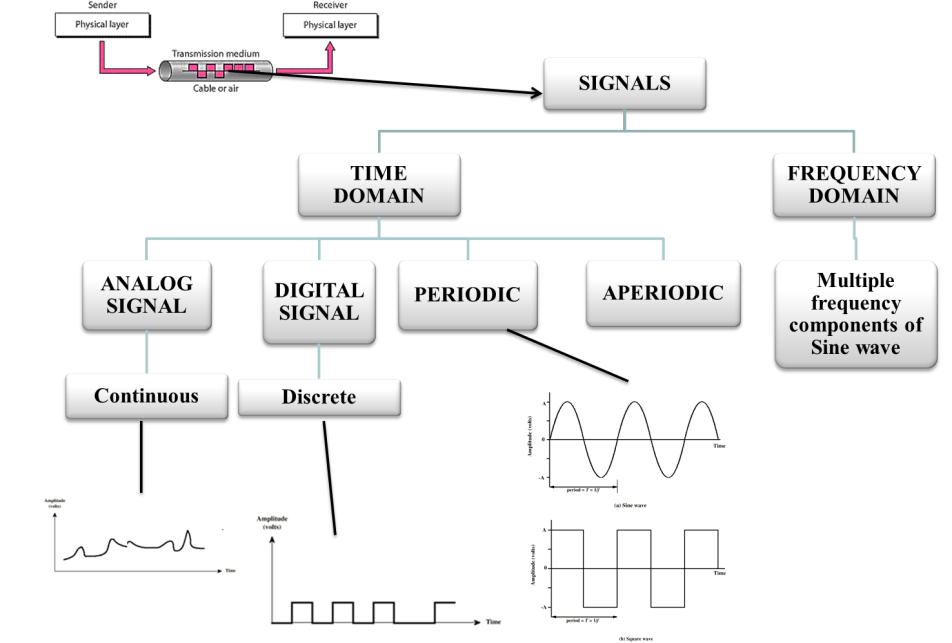 Sender
Physical layer
Receiver
Physical layer
Transmission medium
Cable or air
SIGNALS
TIME
DOMAIN
FREQUENCY
DOMAIN
ANALOG
SIGNAL
DIGITAL
SIGNAL
PERIODIC
APERIODIC
Multiple
frequency
components of
Sine wave
Continuous
Discrete
Amplitude
(volts)
Time
Amplitude
(volts)
Time
Amplitude (volts)
A
0
-A
Time
period = T = 1/f
(a) Sine wave
Amplitude (volts)
A
0
-A
Time
period = T = 1/f
(b) Square wave